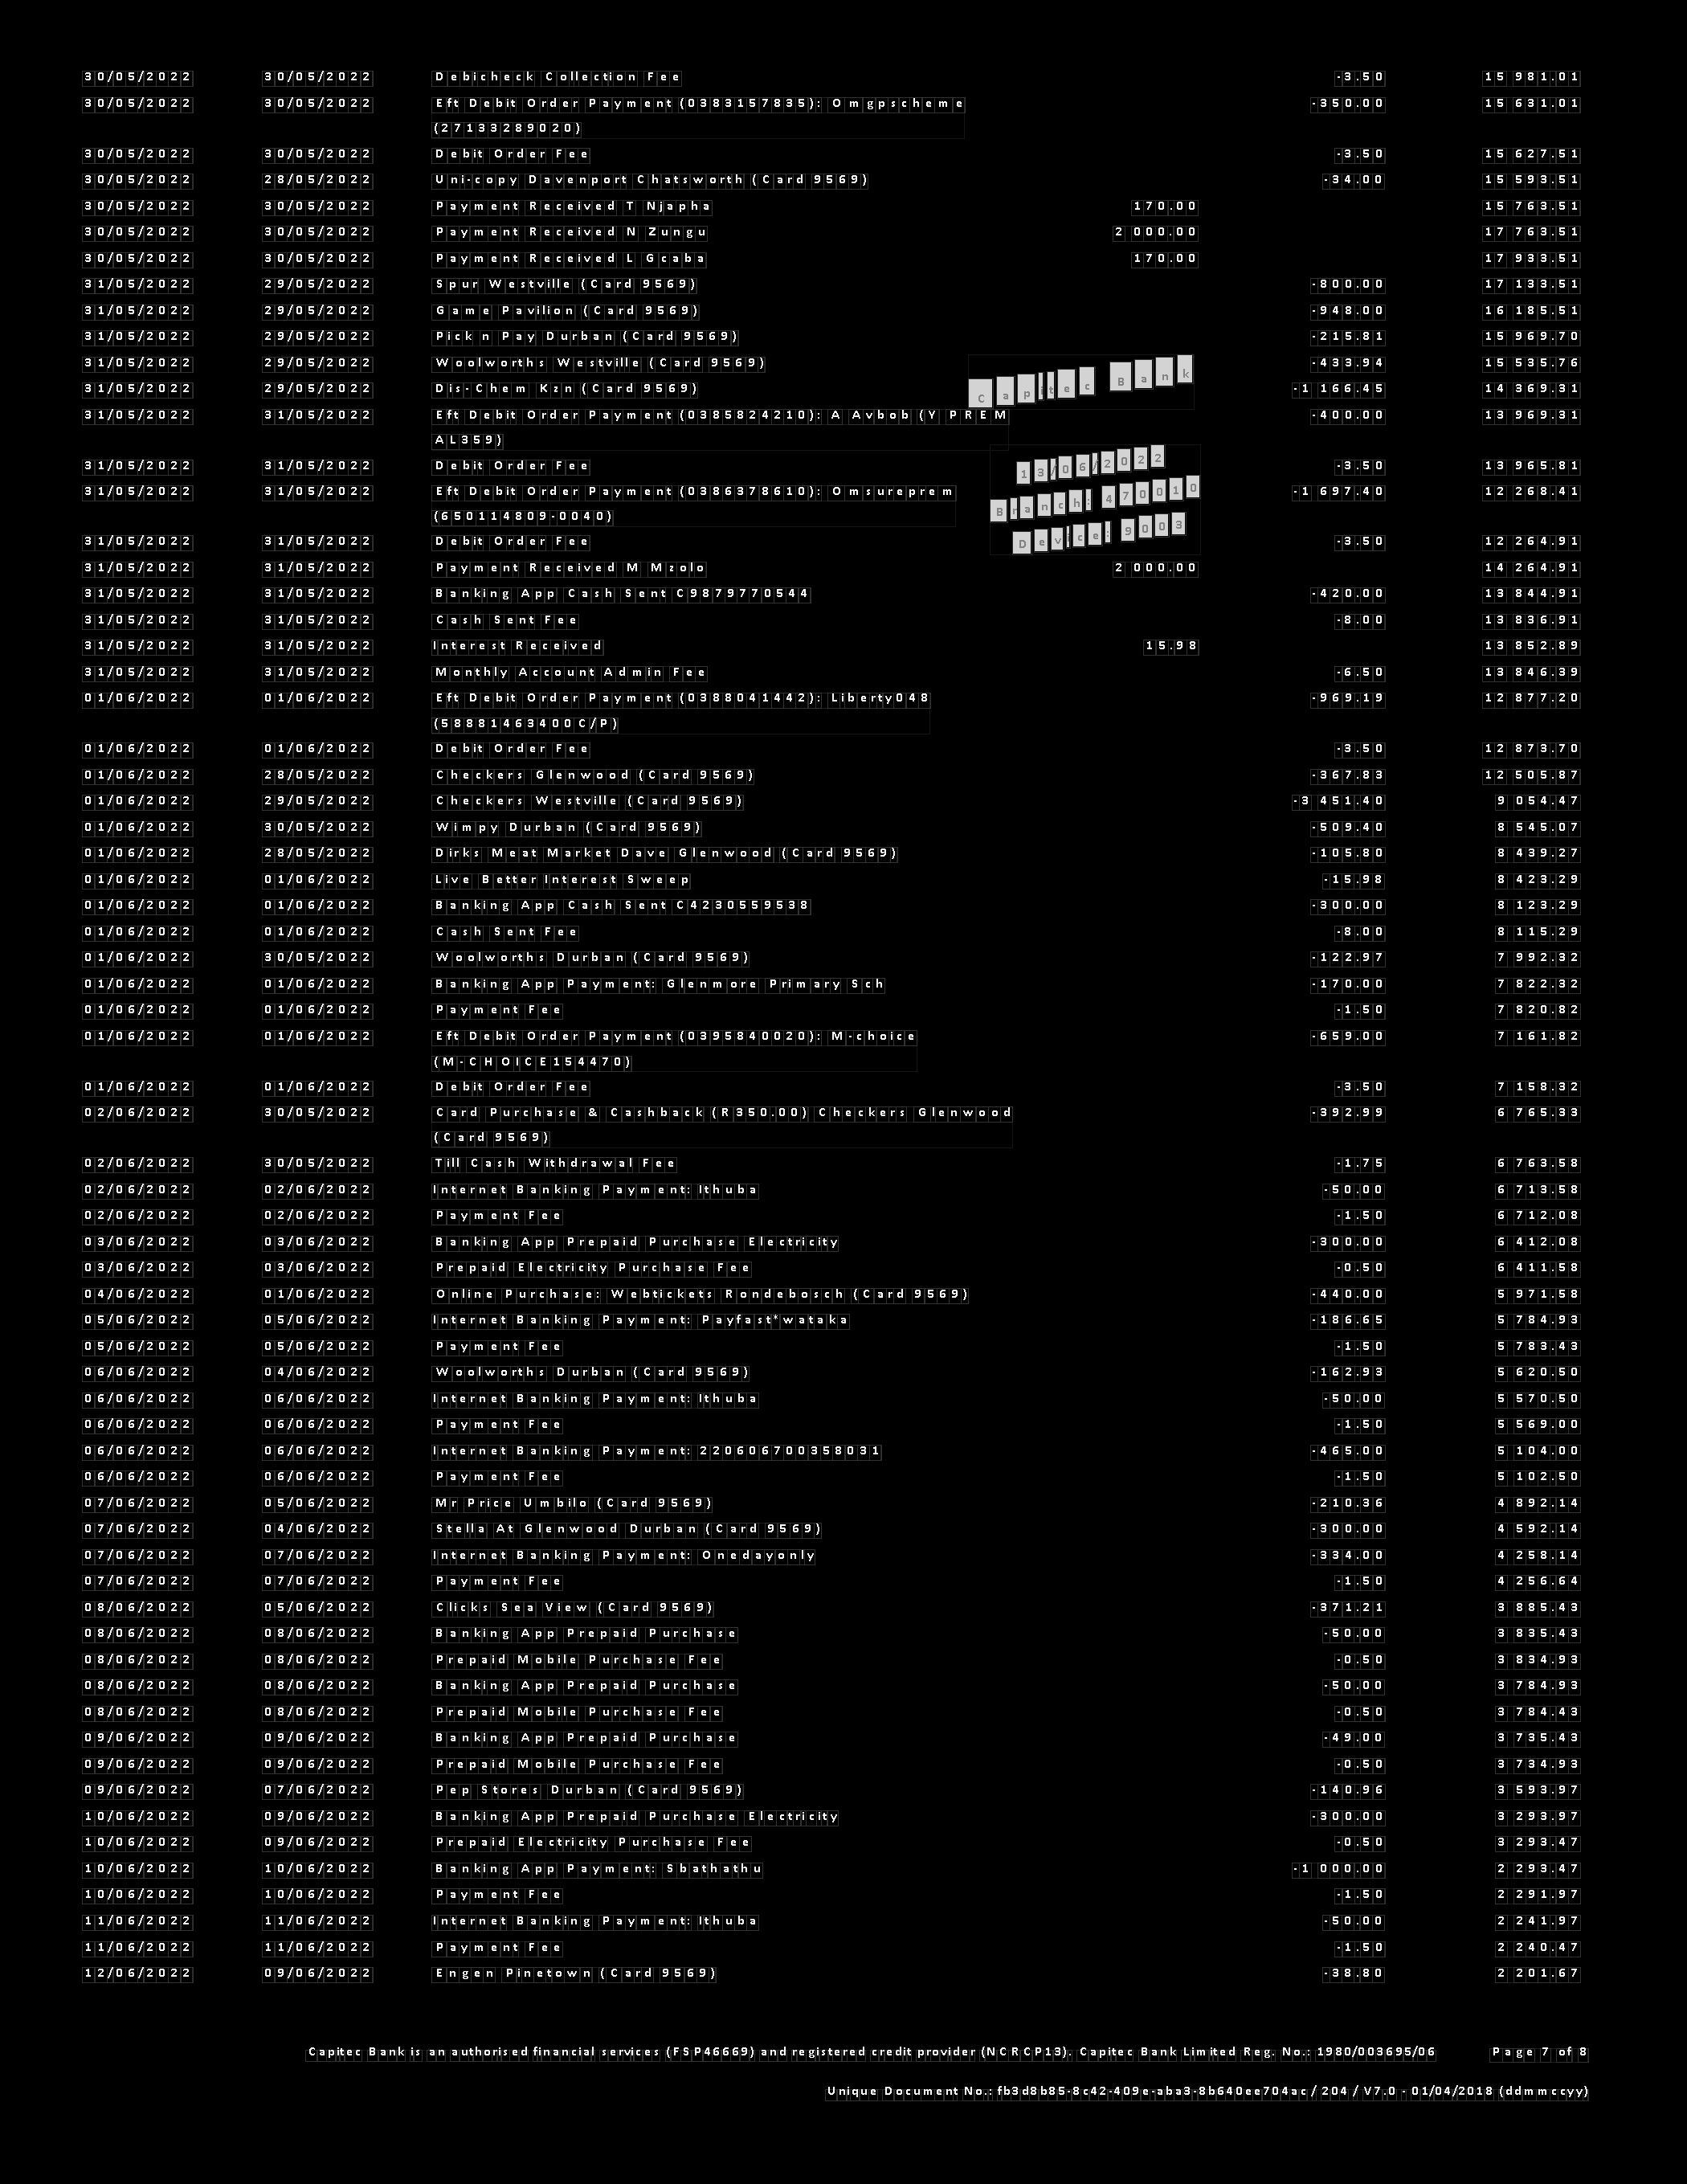 30/05/2022 30/05/2022 Debicheck Collection Fee -3.50 15 981.01
30/05/2022 30/05/2022 Eft Debit Order Payment (0383157835): Omgpscheme -350.00 15 631.01
(27133289020)
30/05/2022 30/05/2022 Debit Order Fee -3.50 15 627.51
30/05/2022 28/05/2022 Uni-copy Davenport Chatsworth (Card 9569) -34.00 15 593.51
30/05/2022 30/05/2022 Payment Received T Njapha 170.00 15 763.51
30/05/2022 30/05/2022 Payment Received N Zungu 2 000.00 17 763.51
30/05/2022 30/05/2022 Payment Received L Gcaba 170.00 17 933.51
31/05/2022 29/05/2022 Spur Westville (Card 9569) -800.00 17 133.51
31/05/2022 29/05/2022 Game Pavilion (Card 9569) -948.00 16 185.51
31/05/2022 29/05/2022 Pick n Pay Durban (Card 9569) -215.81 15 969.70
31/05/2022 29/05/2022 Woolworths Westville (Card 9569) -433.94 15 535.76
Capitec Bank
31/05/2022 29/05/2022 Dis-Chem Kzn (Card 9569) -1 166.45 14 369.31
31/05/2022 31/05/2022 Eft Debit Order Payment (0385824210): A Avbob (Y PREM -400.00 13 969.31
AL359)
13/06/2022
31/05/2022 31/05/2022 Debit Order Fee -3.50 13 965.81
31/05/2022 31/05/2022 Eft Debit Order Payment (0386378610): Omsureprem -1 697.40 12 268.41
Branch: 470010
(650114809-0040)
Device: 9003
31/05/2022 31/05/2022 Debit Order Fee -3.50 12 264.91
31/05/2022 31/05/2022 Payment Received M Mzolo 2 000.00 14 264.91
31/05/2022 31/05/2022 Banking App Cash Sent C9879770544 -420.00 13 844.91
31/05/2022 31/05/2022 Cash Sent Fee -8.00 13 836.91
31/05/2022 31/05/2022 Interest Received 15.98 13 852.89
31/05/2022 31/05/2022 Monthly Account Admin Fee -6.50 13 846.39
01/06/2022 01/06/2022 Eft Debit Order Payment (0388041442): Liberty048 -969.19 12 877.20
(58881463400C/P)
01/06/2022 01/06/2022 Debit Order Fee -3.50 12 873.70
01/06/2022 28/05/2022 Checkers Glenwood (Card 9569) -367.83 12 505.87
01/06/2022 29/05/2022 Checkers Westville (Card 9569) -3 451.40 9 054.47
01/06/2022 30/05/2022 Wimpy Durban (Card 9569) -509.40 8 545.07
01/06/2022 28/05/2022 Dirks Meat Market Dave Glenwood (Card 9569) -105.80 8 439.27
01/06/2022 01/06/2022 Live Better Interest Sweep -15.98 8 423.29
01/06/2022 01/06/2022 Banking App Cash Sent C4230559538 -300.00 8 123.29
01/06/2022 01/06/2022 Cash Sent Fee -8.00 8 115.29
01/06/2022 30/05/2022 Woolworths Durban (Card 9569) -122.97 7 992.32
01/06/2022 01/06/2022 Banking App Payment: Glenmore Primary Sch -170.00 7 822.32
01/06/2022 01/06/2022 Payment Fee -1.50 7 820.82
01/06/2022 01/06/2022 Eft Debit Order Payment (0395840020): M-choice -659.00 7 161.82
(M-CHOICE154470)
01/06/2022 01/06/2022 Debit Order Fee -3.50 7 158.32
02/06/2022 30/05/2022 Card Purchase & Cashback (R350.00) Checkers Glenwood -392.99 6 765.33
(Card 9569)
02/06/2022 30/05/2022 Till Cash Withdrawal Fee -1.75 6 763.58
02/06/2022 02/06/2022 Internet Banking Payment: Ithuba -50.00 6 713.58
02/06/2022 02/06/2022 Payment Fee -1.50 6 712.08
03/06/2022 03/06/2022 Banking App Prepaid Purchase Electricity -300.00 6 412.08
03/06/2022 03/06/2022 Prepaid Electricity Purchase Fee -0.50 6 411.58
04/06/2022 01/06/2022 Online Purchase: Webtickets Rondebosch (Card 9569) -440.00 5 971.58
05/06/2022 05/06/2022 Internet Banking Payment: Payfast*wataka -186.65 5 784.93
05/06/2022 05/06/2022 Payment Fee -1.50 5 783.43
06/06/2022 04/06/2022 Woolworths Durban (Card 9569) -162.93 5 620.50
06/06/2022 06/06/2022 Internet Banking Payment: Ithuba -50.00 5 570.50
06/06/2022 06/06/2022 Payment Fee -1.50 5 569.00
06/06/2022 06/06/2022 Internet Banking Payment: 220606700358031 -465.00 5 104.00
06/06/2022 06/06/2022 Payment Fee -1.50 5 102.50
07/06/2022 05/06/2022 Mr Price Umbilo (Card 9569) -210.36 4 892.14
07/06/2022 04/06/2022 Stella At Glenwood Durban (Card 9569) -300.00 4 592.14
07/06/2022 07/06/2022 Internet Banking Payment: Onedayonly -334.00 4 258.14
07/06/2022 07/06/2022 Payment Fee -1.50 4 256.64
08/06/2022 05/06/2022 Clicks Sea View (Card 9569) -371.21 3 885.43
08/06/2022 08/06/2022 Banking App Prepaid Purchase -50.00 3 835.43
08/06/2022 08/06/2022 Prepaid Mobile Purchase Fee -0.50 3 834.93
08/06/2022 08/06/2022 Banking App Prepaid Purchase -50.00 3 784.93
08/06/2022 08/06/2022 Prepaid Mobile Purchase Fee -0.50 3 784.43
09/06/2022 09/06/2022 Banking App Prepaid Purchase -49.00 3 735.43
09/06/2022 09/06/2022 Prepaid Mobile Purchase Fee -0.50 3 734.93
09/06/2022 07/06/2022 Pep Stores Durban (Card 9569) -140.96 3 593.97
10/06/2022 09/06/2022 Banking App Prepaid Purchase Electricity -300.00 3 293.97
10/06/2022 09/06/2022 Prepaid Electricity Purchase Fee -0.50 3 293.47
10/06/2022 10/06/2022 Banking App Payment: Sbathathu -1 000.00 2 293.47
10/06/2022 10/06/2022 Payment Fee -1.50 2 291.97
11/06/2022 11/06/2022 Internet Banking Payment: Ithuba -50.00 2 241.97
11/06/2022 11/06/2022 Payment Fee -1.50 2 240.47
12/06/2022 09/06/2022 Engen Pinetown (Card 9569) -38.80 2 201.67
Capitec Bank is an authorised financial services (FSP46669) and registered credit provider (NCRCP13). Capitec Bank Limited Reg. No.: 1980/003695/06 Page 7 of 8
Unique Document No.: fb3d8b85-8c42-409e-aba3-8b640ee704ac / 204 / V7.0 - 01/04/2018 (ddmmccyy)